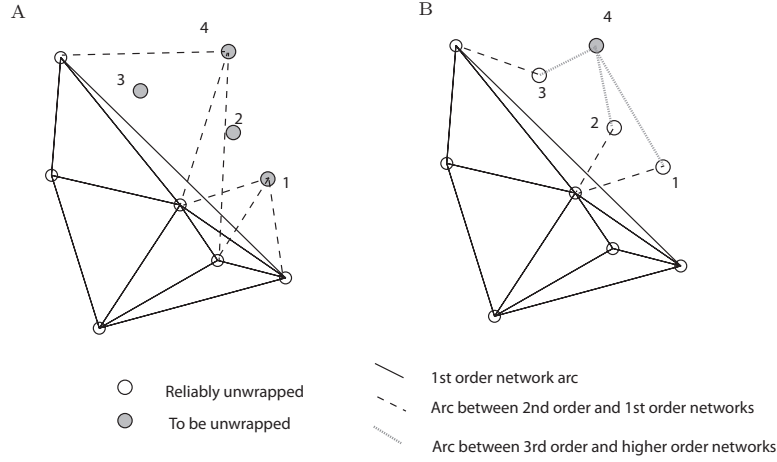 A
4
3
2
1
B
4
3
2
1
Reliably unwrapped
To be unwrapped
1st order network arc
Arc between 2nd order and 1st order networks
Arc between 3rd order and higher order networks